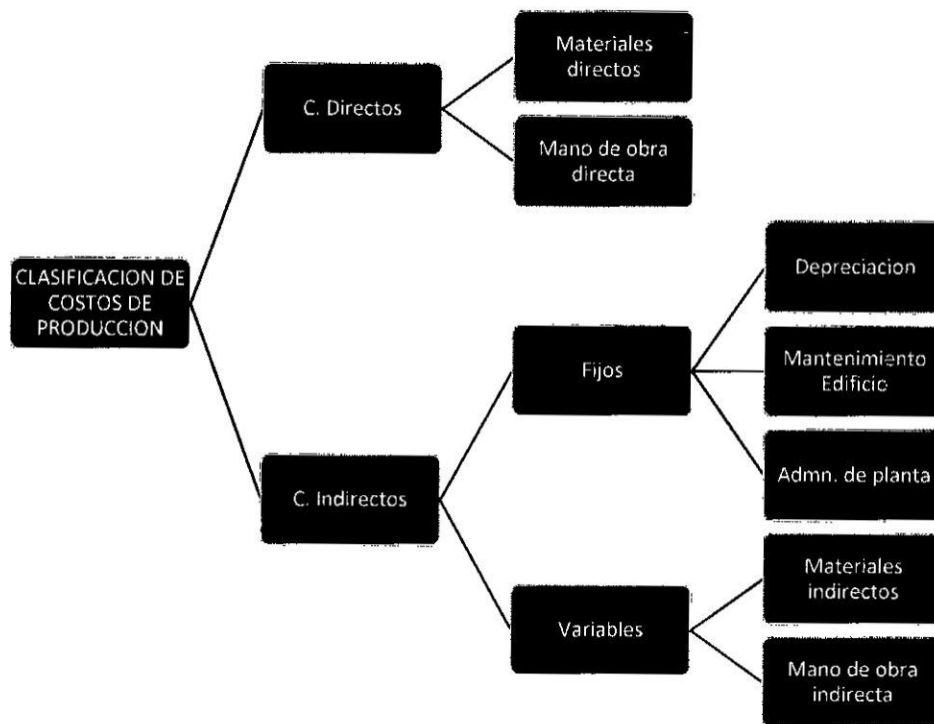 Materiales
directos
C. Directos
Mano de obra
directa
CLASIFICACION DE
COSTOS DE
PRODUCCION
Depreciacion
Fijos
Mantenimiento
Edificio
Admn. de planta
C. Indirectos
Materiales
indirectos
Variables
Mano de obra
indirecta